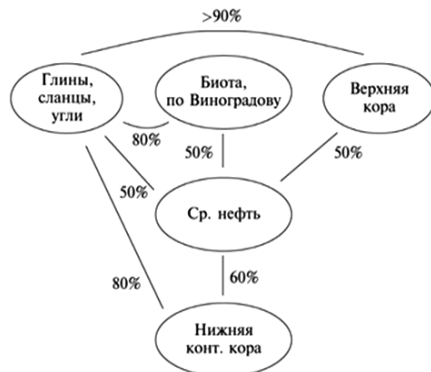 >90%
Глины,
сланцы,
угли
Биота,
по Виноградову
Верхняя
кора
80%
50%
50%
50%
Ср. нефть
80%
60%
Нижняя
конт. кора